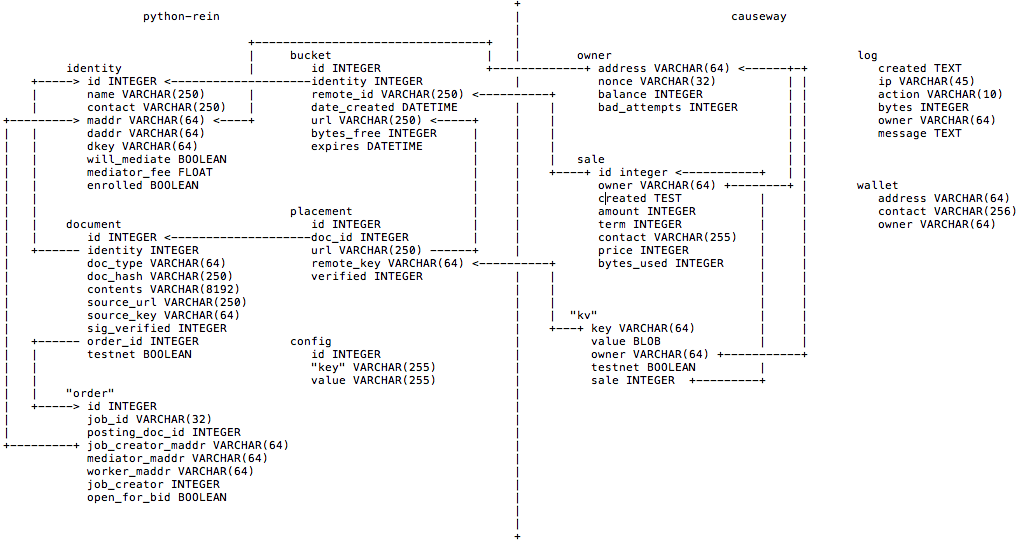 python-rein
identity
id INTEGER
name VARCHAR(250)
contact VARCHAR(250)
maddr VARCHAR(64)
daddr VARCHAR(64)
dkey VARCHAR(64)
will_mediate BOOLEAN
mediator_fee FLOAT
enrolled BOOLEAN
document
id INTEGER
identity INTEGER
doc_type VARCHAR(64)
doc_hash VARCHAR(250)
contents VARCHAR(8192)
source_url VARCHAR(250)
source_key VARCHAR(64)
sig_verified INTEGER
order_id INTEGER
testnet BOOLEAN
"order"
id INTEGER
job_id VARCHAR(32)
posting_doc_id INTEGER
job_creator_maddr VARCHAR(64)
mediator_maddr VARCHAR(64)
worker_maddr VARCHAR(64)
job_creator INTEGER
open_for_bid BOOLEAN
bucket
id INTEGER
identity INTEGER
remote_id VARCHAR(250)
date_created DATETIME
url VARCHAR(250)
bytes_free INTEGER
expires DATETIME
placement
id INTEGER
doc_id INTEGER
url VARCHAR(250)
remote_key VARCHAR(64)
verified INTEGER
config
id INTEGER
"key" VARCHAR(255)
value VARCHAR(255)
causeway
owner
address VARCHAR(64)
nonce VARCHAR(32)
balance INTEGER
bad_attempts INTEGER
sale
id integer
owner VARCHAR(64)
created TEST
amount INTEGER
term INTEGER
contact VARCHAR(255)
price INTEGER
bytes_used INTEGER
"kv"
key VARCHAR(64)
value BLOB
owner VARCHAR(64)
testnet BOOLEAN
sale INTEGER
log
created TEXT
ip VARCHAR(45)
action VARCHAR(10)
bytes INTEGER
owner VARCHAR(64)
message TEXT
wallet
address VARCHAR(64)
contact VARCHAR(256)
owner VARCHAR(64)